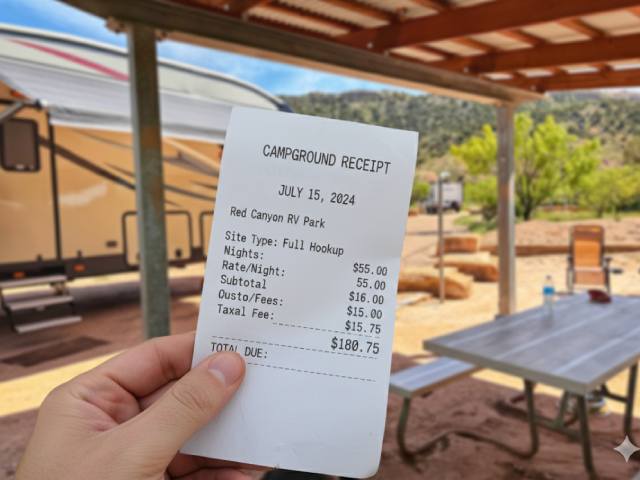 CAMPGROUND RECEIPT
JULY 15, 2024
Red Canyon RV Park
Site Type: Full Hookup
Nights: $55.00
Rate/Night: 55.00
Subtotal $16.00
Ousto/Fees: $15.00
Taxal Fee: $15.75
$180.75
TOTAL DUE: